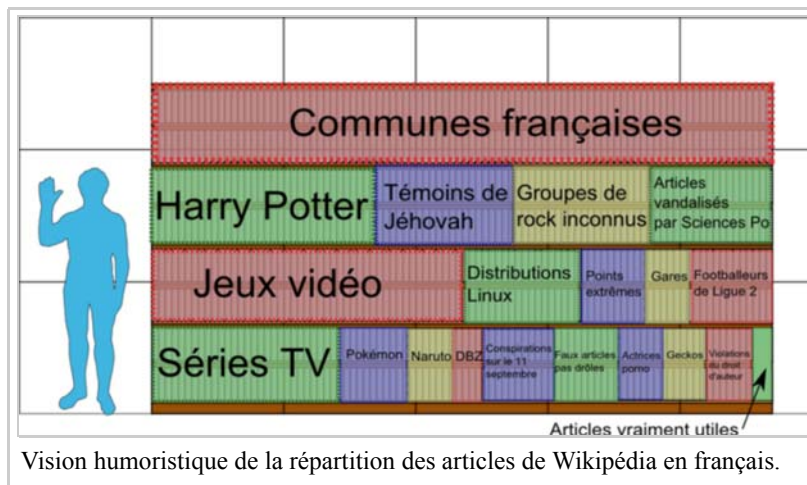 Communes françaises
Harry Potter
Témoins de
Jéhovah
Groupes de
rock inconnus
Articles
vandalisés
par Sciences Po
Jeux vidéo
Distributions
Linux
Points
extrêmes
Gares
Footballeurs
de Ligue 2
Séries TV
Pokémon
Naruto
DBZ
Conspirations
sur le 11
septembre
Faux articles
pas drôles
Actrices
porno
Geckos
Violations
du droit
d'auteur
Articles vraiment utiles
Vision humoristique de la répartition des articles de Wikipédia en français.